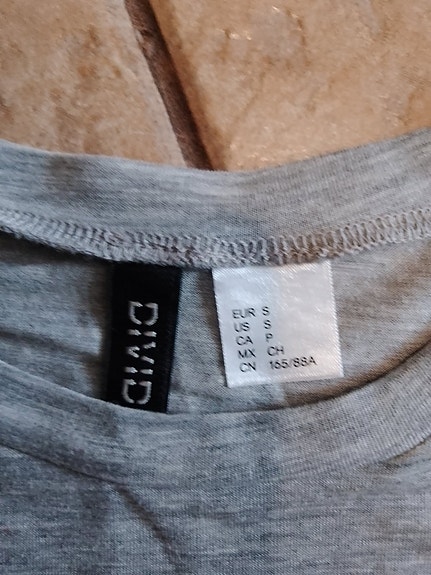 DIVID
EUR S
US S
CA P
MX CH
CN 165/88A